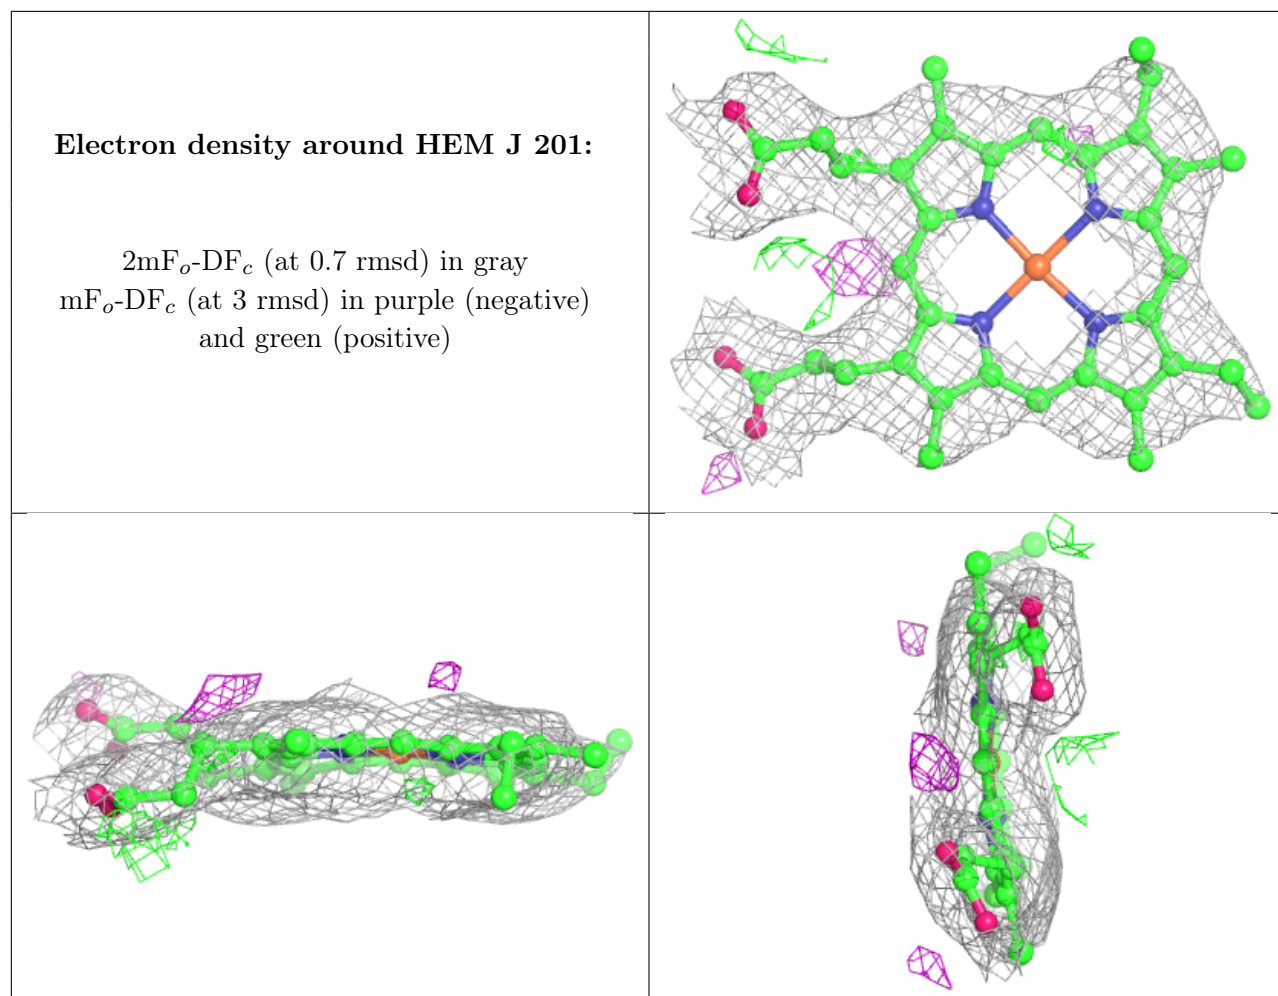 Electron density around HEM J 201:
2mFo-DFc (at 0.7 rmsd) in gray
mFo-DFc (at 3 rmsd) in purple (negative)
and green (positive)